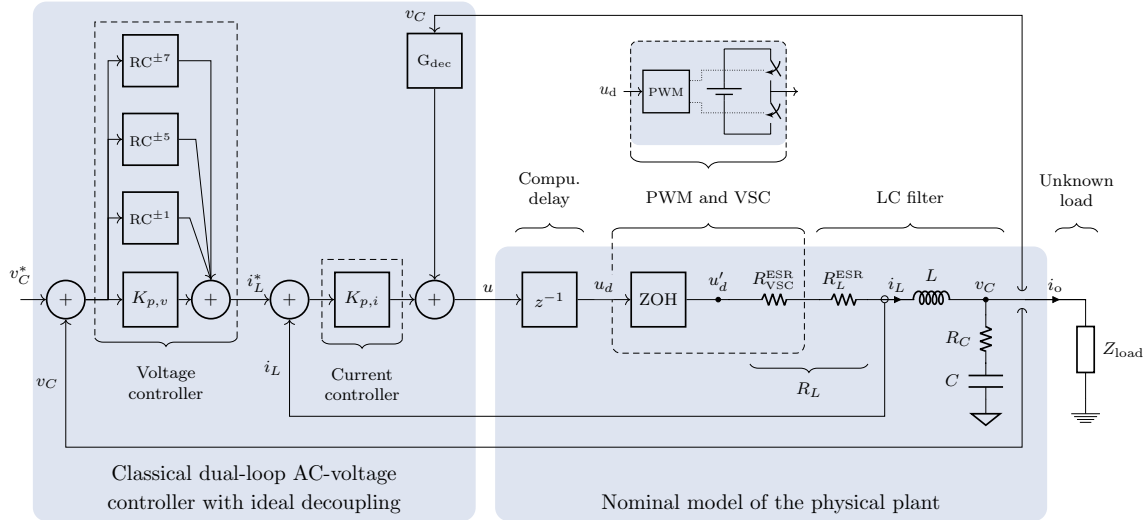 v_C
RC^{±7}
G_dec
u_d
PWM
RC^{±5}
Compu.
delay
PWM and VSC
LC filter
Unknown
load
RC^{±1}
v_C^*
+
K_{p,v}
+
i_L^*
+
K_{p,i}
+
u
z^{-1}
u_d
ZOH
u_d'
R_VSC^ESR
R_L^ESR
i_L
L
v_C
i_o
R_C
Z_load
v_C
Voltage
controller
i_L
Current
controller
R_L
C
Classical dual-loop AC-voltage
controller with ideal decoupling
Nominal model of the physical plant